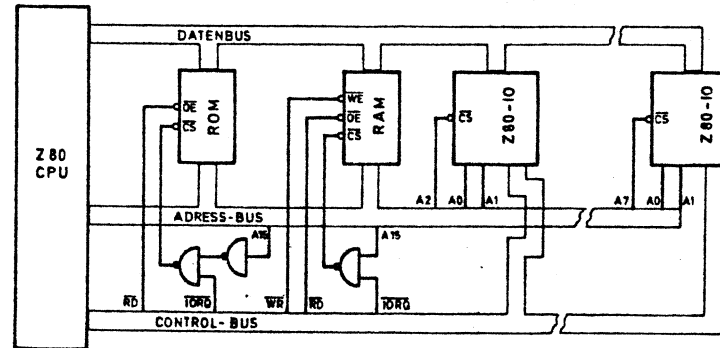 Z80
CPU
DATENBUS
OE
CS
ROM
WE
OE
CS
RAM
CS
Z80-IO
CS
Z80-IO
A2
A0
A1
A7
A0
A1
ADRESS-BUS
A15
A15
RD
IORQ
WR
RD
IORQ
CONTROL-BUS